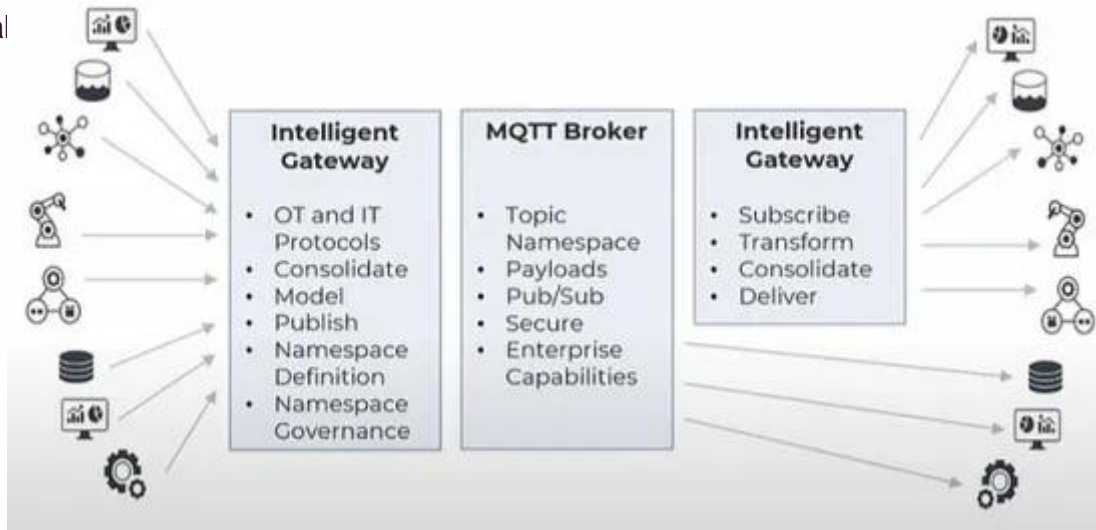 al
Intelligent
Gateway
• OT and IT
Protocols
• Consolidate
• Model
• Publish
• Namespace
Definition
• Namespace
Governance
MQTT Broker
• Topic
Namespace
• Payloads
• Pub/Sub
• Secure
• Enterprise
Capabilities
Intelligent
Gateway
• Subscribe
• Transform
• Consolidate
• Deliver